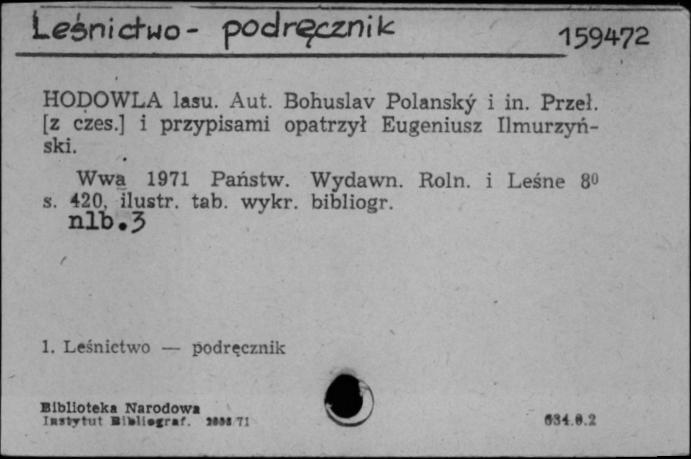 Leśnictwo - podręcznik 159472
HODOWLA lasu. Aut. Bohuslav Polanský i in. Przeł.
[z czes.] i przypisami opatrzył Eugeniusz Ilmurzyń-
ski.
Wwa 1971 Państw. Wydawn. Roln. i Leśne 8⁰
s. 420, ilustr. tab. wykr. bibliogr.
nlb. 3
1. Leśnictwo — podręcznik
Biblioteka Narodowa
Instytut Bibliograf. /71 634.0.2